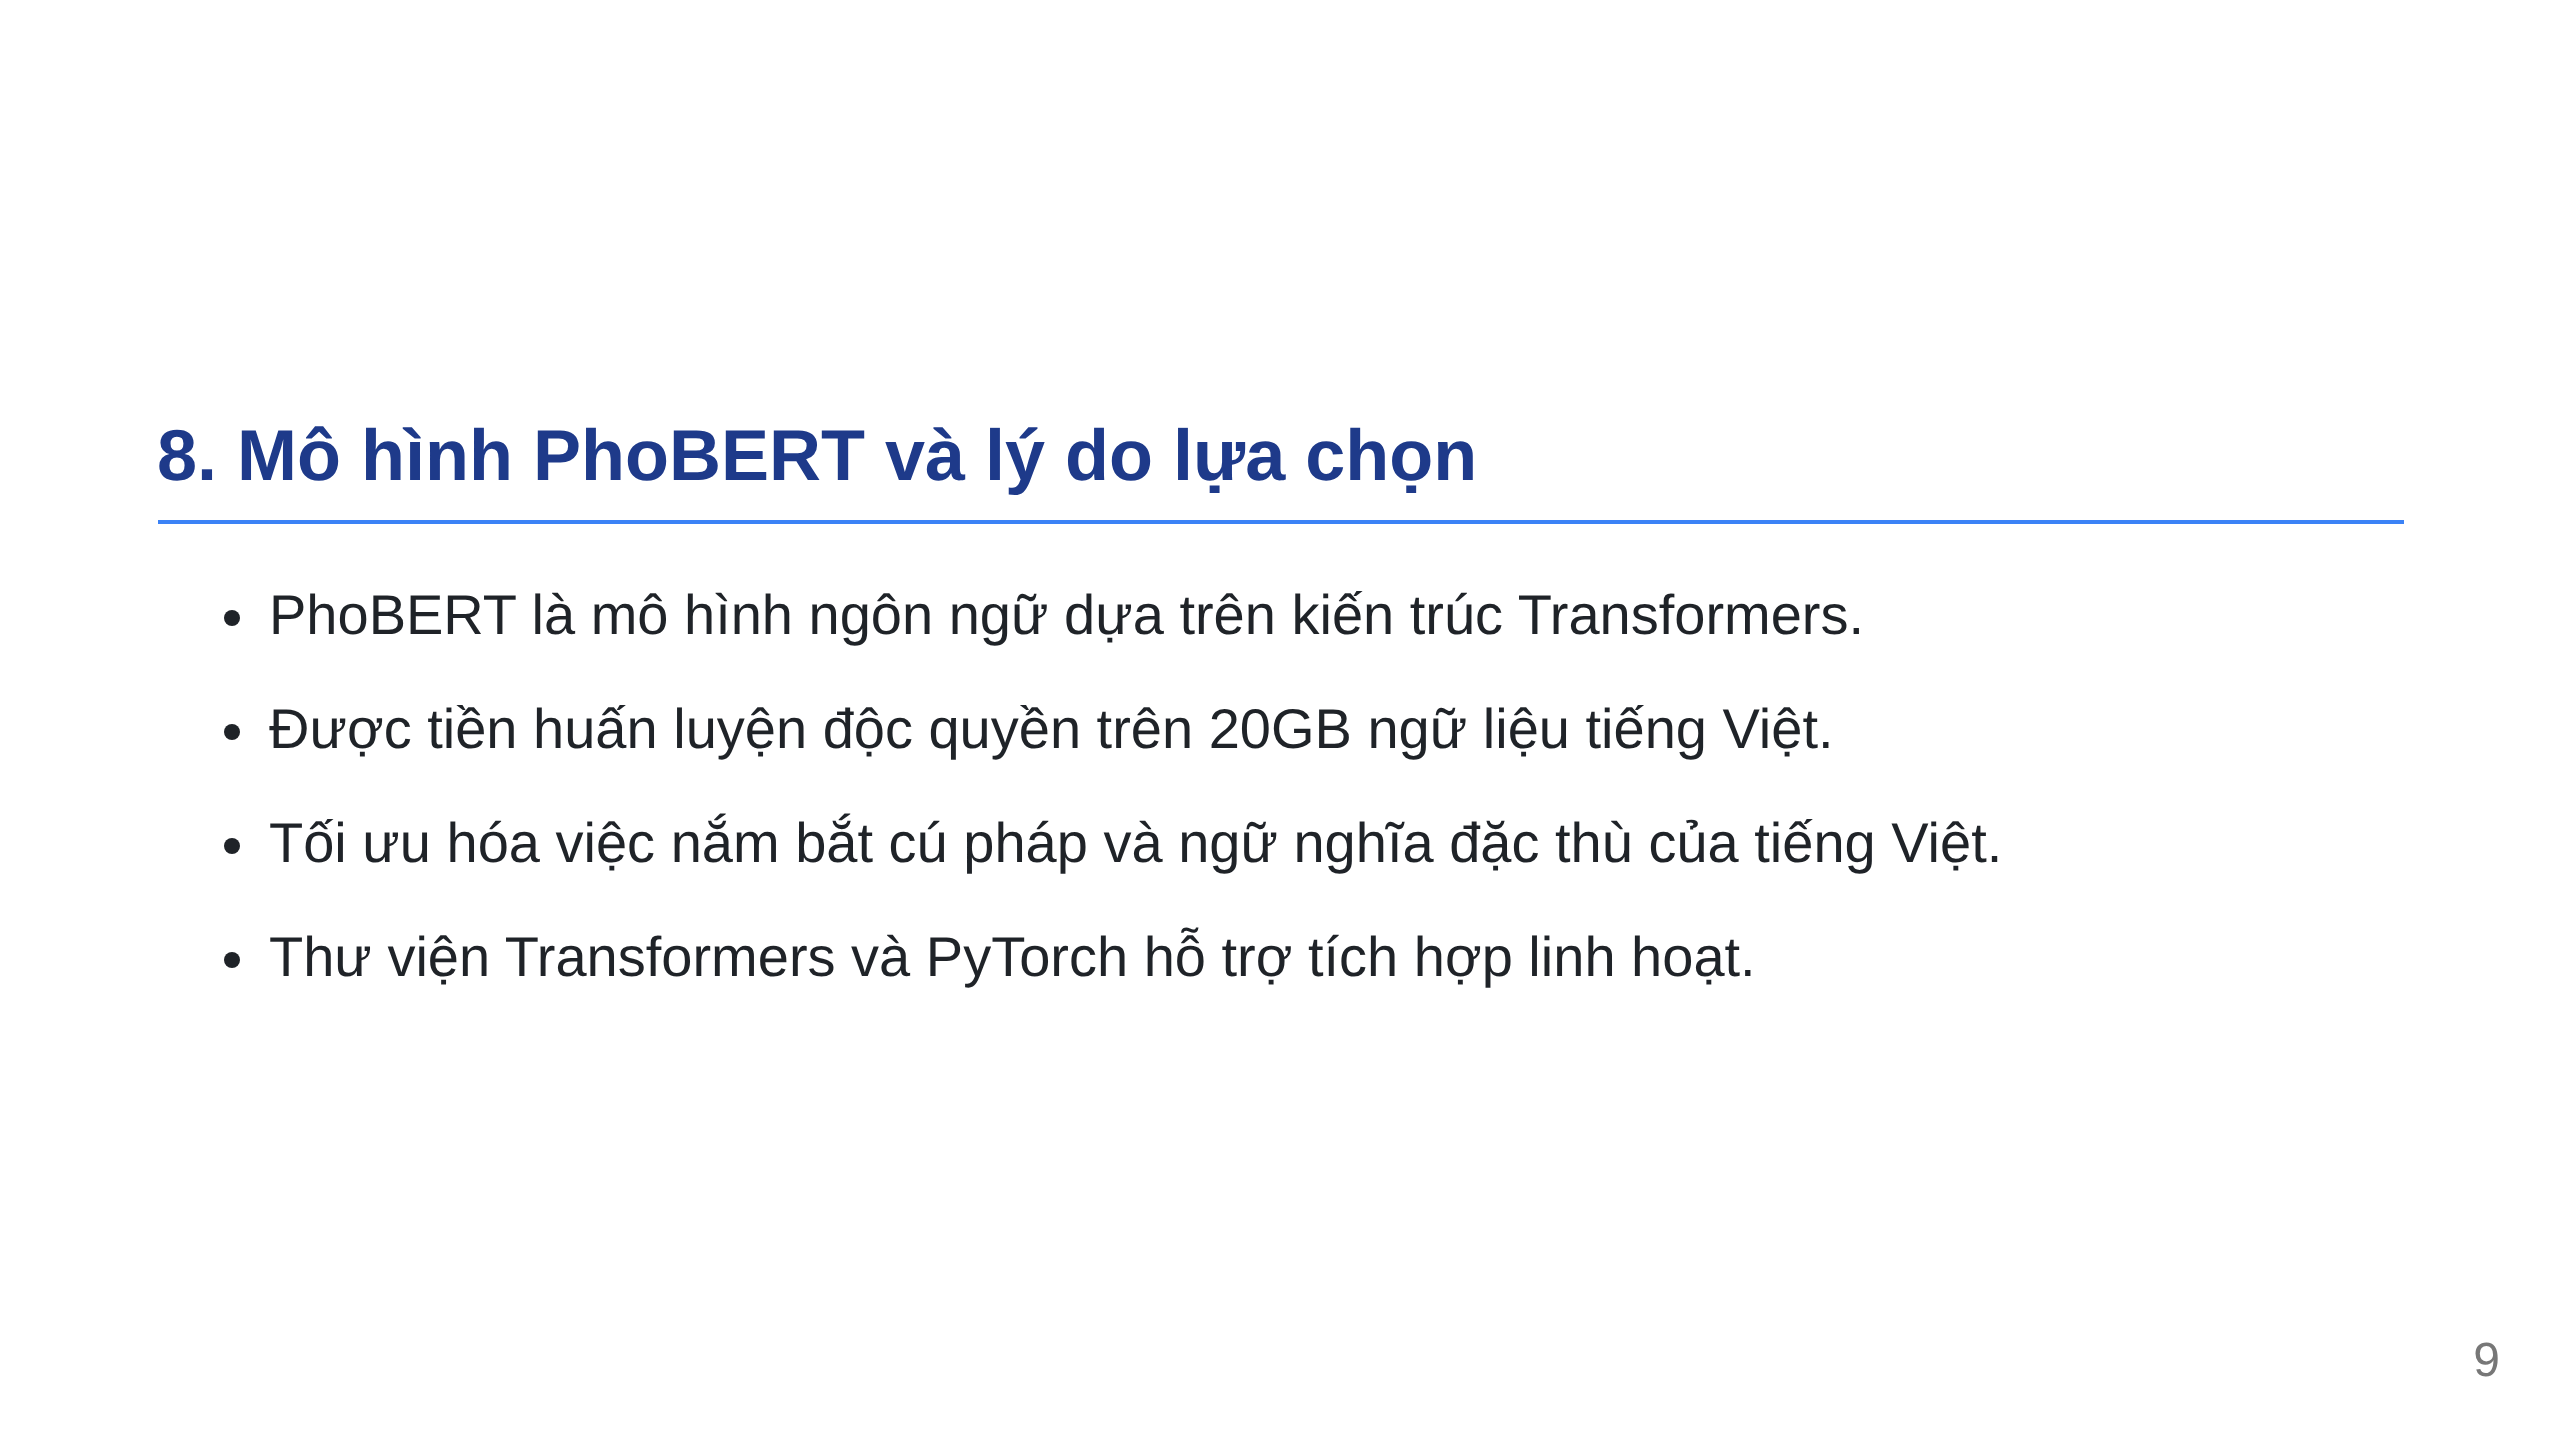 8. Mô hình PhoBERT và lý do lựa chọn
• PhoBERT là mô hình ngôn ngữ dựa trên kiến trúc Transformers.
• Được tiền huấn luyện độc quyền trên 20GB ngữ liệu tiếng Việt.
• Tối ưu hóa việc nắm bắt cú pháp và ngữ nghĩa đặc thù của tiếng Việt.
• Thư viện Transformers và PyTorch hỗ trợ tích hợp linh hoạt.
9